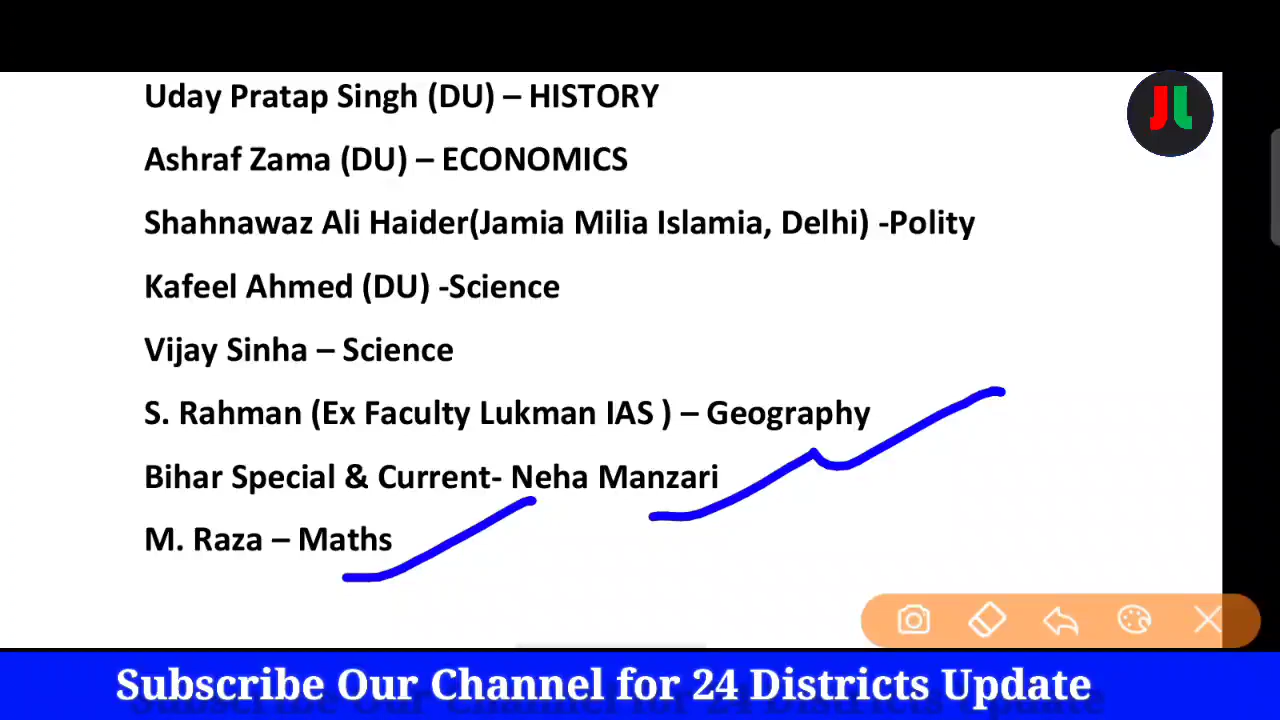 Uday Pratap Singh (DU) – HISTORY
Ashraf Zama (DU) – ECONOMICS
Shahnawaz Ali Haider(Jamia Milia Islamia, Delhi) -Polity
Kafeel Ahmed (DU) -Science
Vijay Sinha – Science
S. Rahman (Ex Faculty Lukman IAS ) – Geography
Bihar Special & Current- Neha Manzari
M. Raza – Maths
Subscribe Our Channel for 24 Districts Update